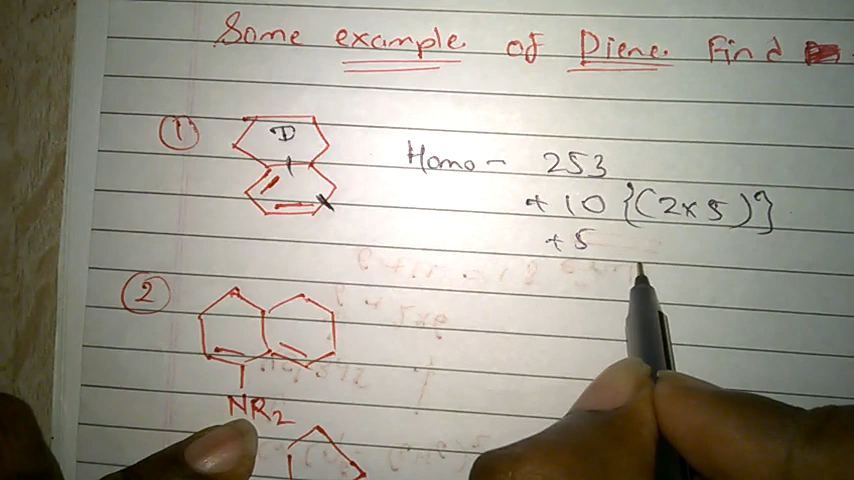 Some example of Diene. Find
①
D
Homo - 253
+ 10 {(2×5)°}
+ 5
②
NR2